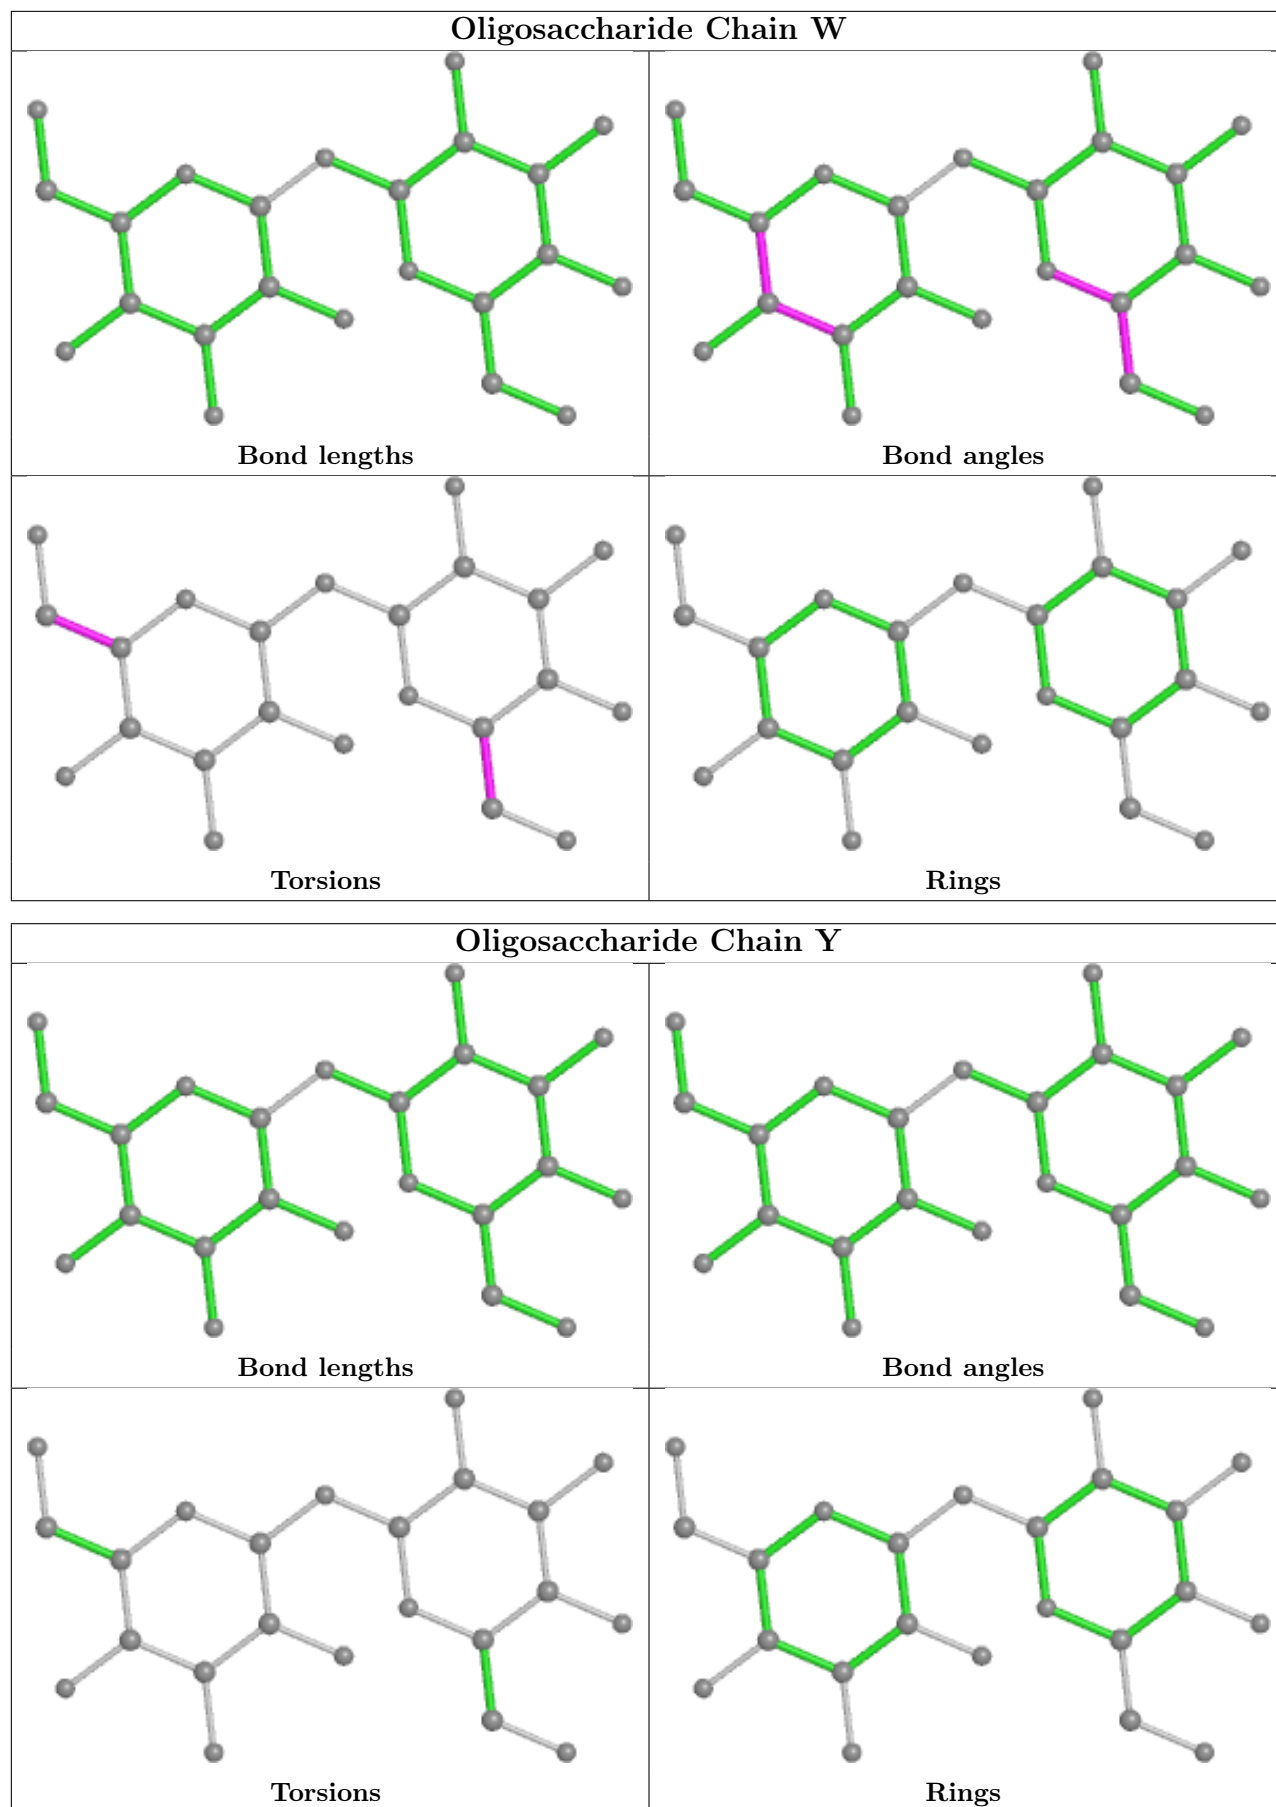 Oligosaccharide Chain W
Bond lengths
Bond angles
Torsions
Rings
Oligosaccharide Chain Y
Bond lengths
Bond angles
Torsions
Rings